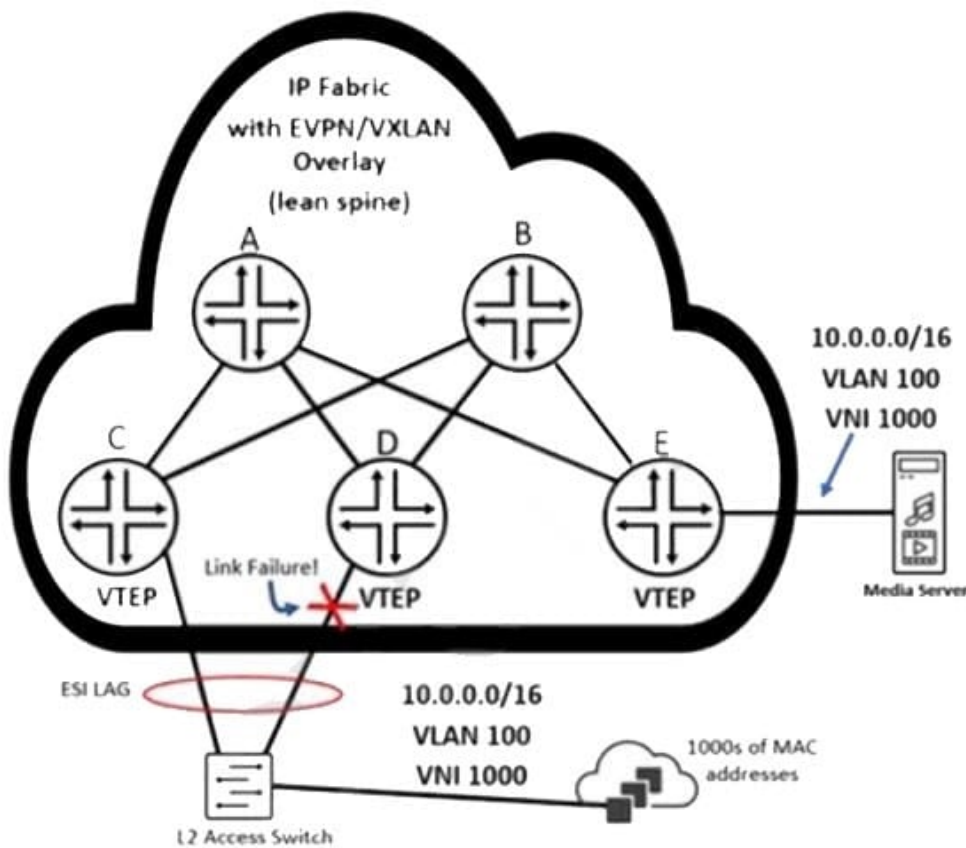 IP Fabric
with EVPN/VXLAN
Overlay
(lean spine)
A
B
10.0.0.0/16
VLAN 100
VNI 1000
C
D
E
Link Failure!
VTEP
VTEP
VTEP
Media Server
ESI LAG
10.0.0.0/16
VLAN 100
VNI 1000
1000s of MAC
addresses
L2 Access Switch